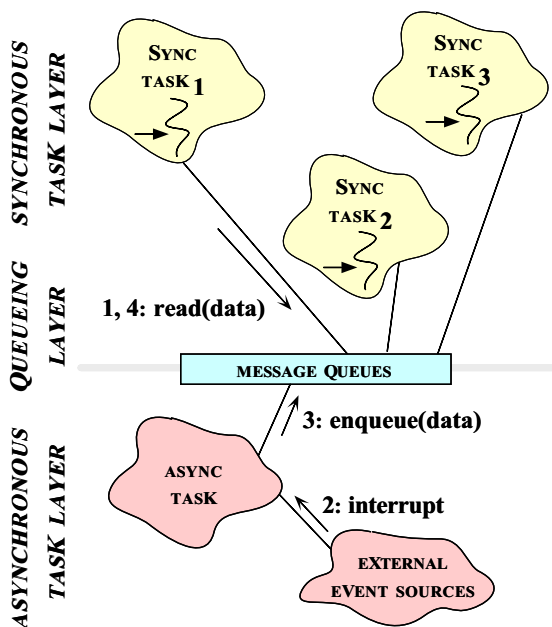 SYNCHRONOUS
TASK LAYER
SYNC
TASK 1
SYNC
TASK 3
SYNC
TASK 2
QUEUEING
LAYER
1, 4: read(data)
MESSAGE QUEUES
3: enqueue(data)
ASYNCHRONOUS
TASK LAYER
ASYNC
TASK
2: interrupt
EXTERNAL
EVENT SOURCES